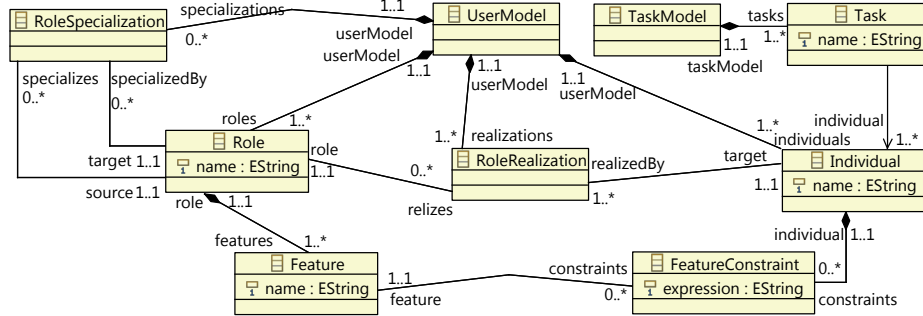 RoleSpecialization
specializations
0..*
1..1
userModel
UserModel
TaskModel
tasks
1..1
1..*
taskModel
Task
name : EString
userModel
1..1
1..1
userModel
1..1
userModel
specializes
0..*
specializedBy
0..*
individual
1..*
roles
1..*
1..*
realizations
1..*
individuals
Role
name : EString
target
1..1
source
1..1
role
1..1
0..*
relizes
RoleRealization
realizedBy
1..*
target
1..1
Individual
name : EString
role
1..1
features
1..*
individual
1..1
0..*
constraints
Feature
name : EString
1..1
feature
constraints
0..*
FeatureConstraint
expression : EString